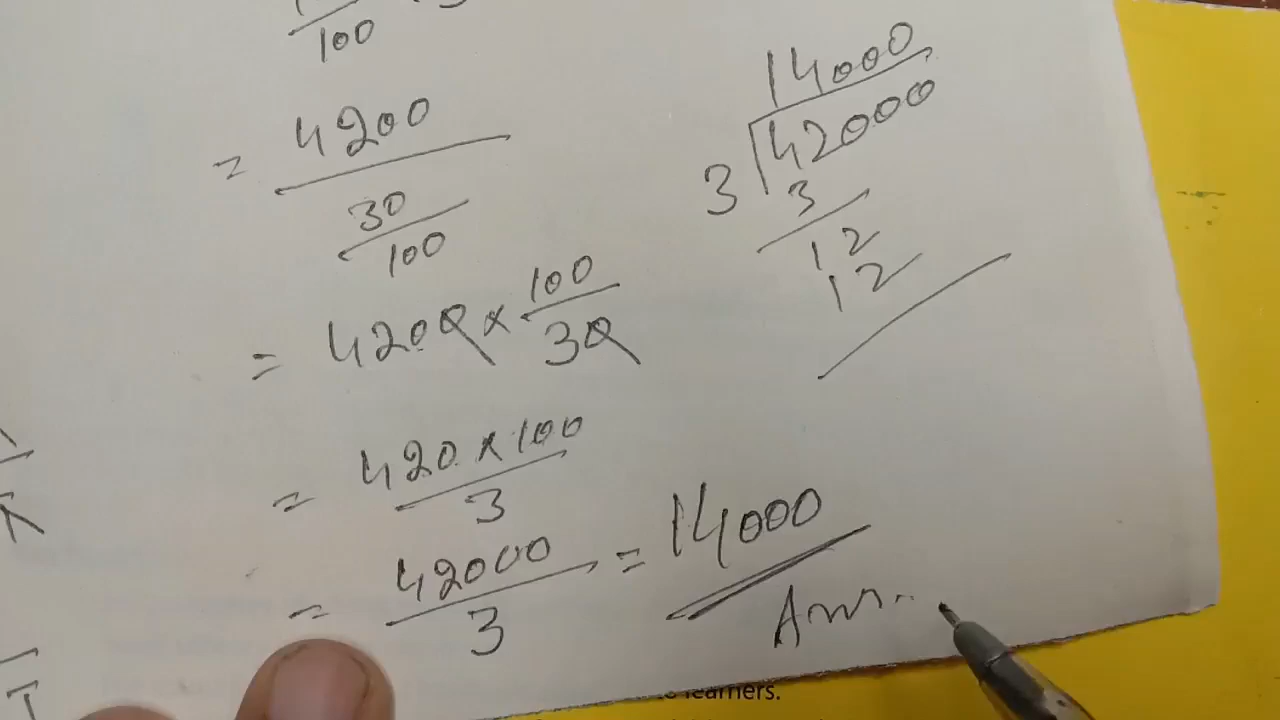 100
= 4200
30
100
= 4200 × 100
30
= 420 × 100
3
= 42000 = 14000
3
Ans.
14000
3 42000
3
12
12
learners.